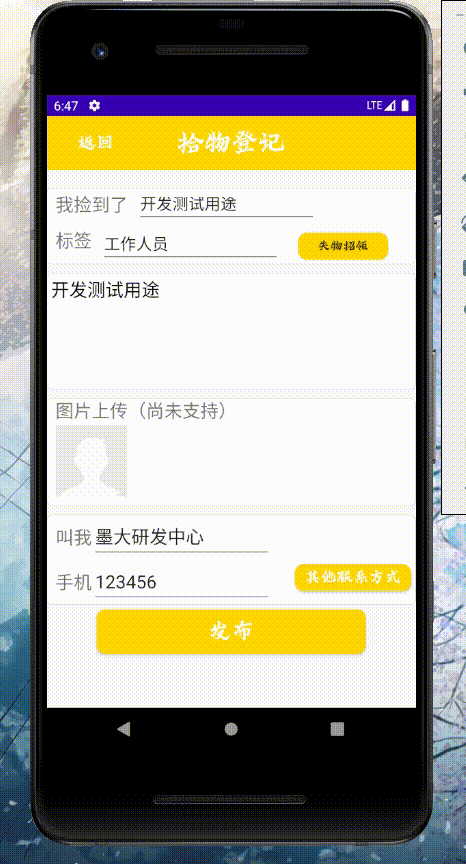 6:47 LTE
返回 拾物登记
我捡到了 开发测试用途
标签 工作人员 失物招领
开发测试用途
图片上传（尚未支持）
叫我 墨大研发中心
手机 123456 其他联系方式
发布